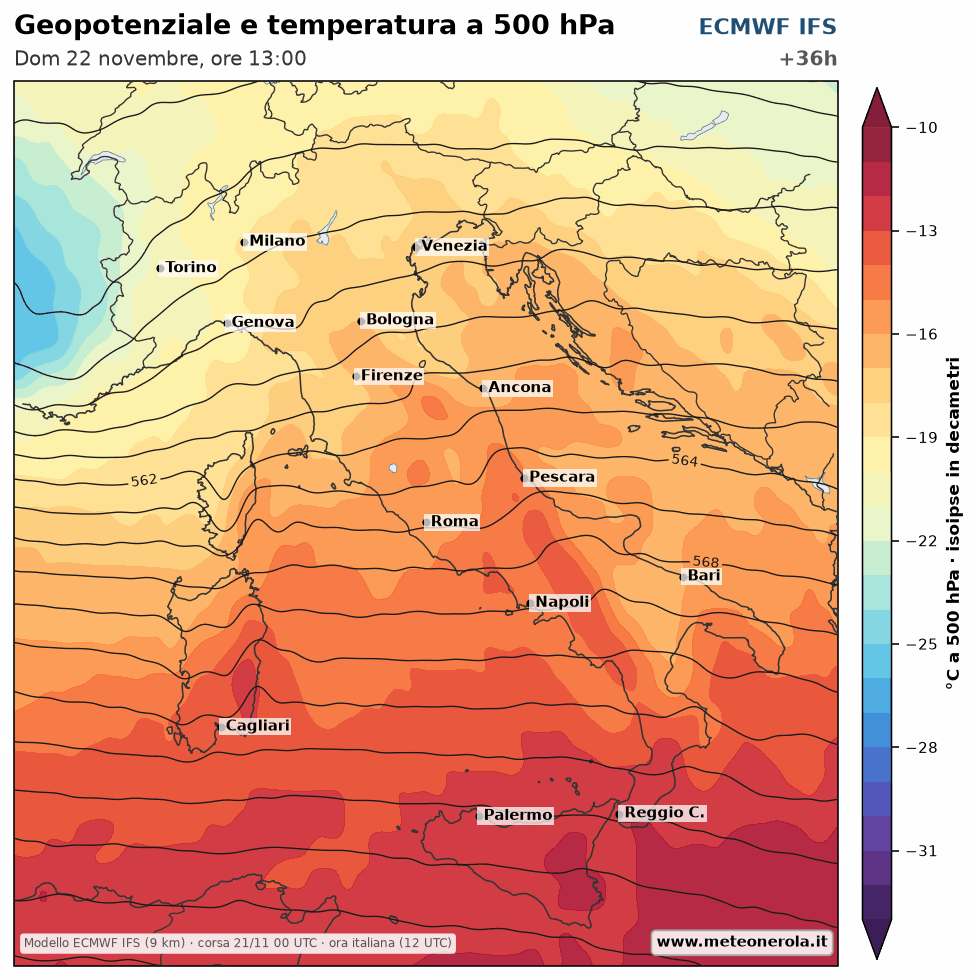 Geopotenziale e temperatura a 500 hPa
ECMWF IFS
Dom 22 novembre, ore 13:00
+36h
Milano
Venezia
Torino
Genova
Bologna
Firenze
Ancona
562
564
Pescara
Roma
568
Bari
Napoli
Cagliari
Palermo
Reggio C.
−10
−13
−16
−19
−22
−25
−28
−31
°C a 500 hPa · isoipse in decametri
Modello ECMWF IFS (9 km) · corsa 21/11 00 UTC · ora italiana (12 UTC)
www.meteonerola.it